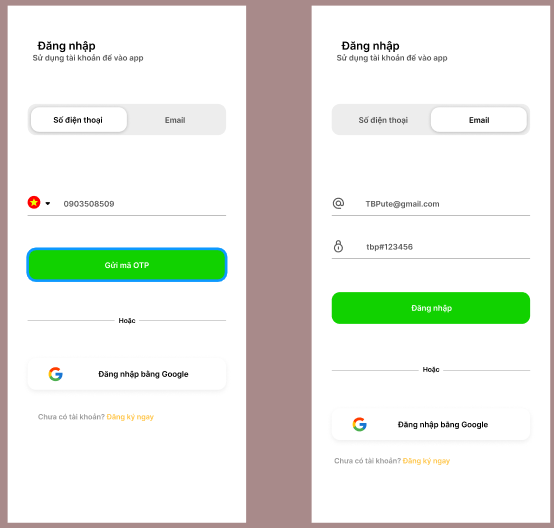 Đăng nhập
Sử dụng tài khoản để vào app
Số điện thoại
Email
0903508509
Gửi mã OTP
Hoặc
Đăng nhập bằng Google
Chưa có tài khoản? Đăng ký ngay
Đăng nhập
Sử dụng tài khoản để vào app
Số điện thoại
Email
TBPute@gmail.com
tbp#123456
Đăng nhập
Hoặc
Đăng nhập bằng Google
Chưa có tài khoản? Đăng ký ngay